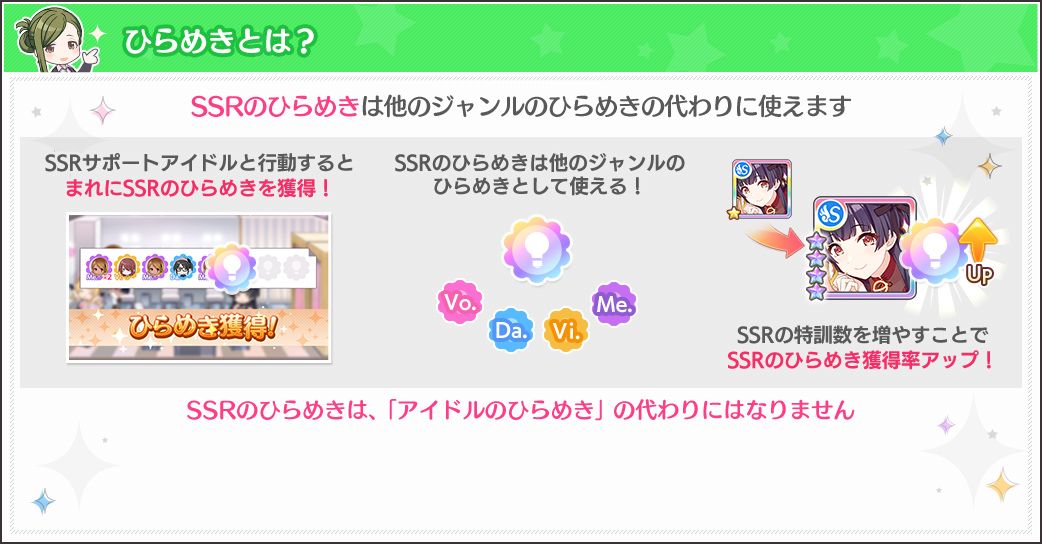 ひらめきとは？
SSRのひらめきは他のジャンルのひらめきの代わりに使えます
SSRサポートアイドルと行動すると
まれにSSRのひらめきを獲得！
ひらめき獲得!
SSRのひらめきは他のジャンルの
ひらめきとして使える！
Vo.
Da.
Vi.
Me.
S
S
UP
SSRの特訓数を増やすことで
SSRのひらめき獲得率アップ！
SSRのひらめきは、「アイドルのひらめき」の代わりにはなりません